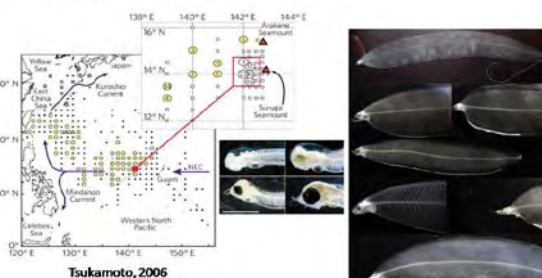 138° E 140° E 142° E 144° E
Arakane
Seamount
16° N
14° N
12° N
Suruga
Seamount
Yellow
Sea
Japan
East
China
Sea
Kuroshio
Current
NEC
Guam
Mindanao
Current
Western North
Pacific
Celebes
Sea
0°
120° E 130° E 140° E 150° E
Tsukamoto, 2006